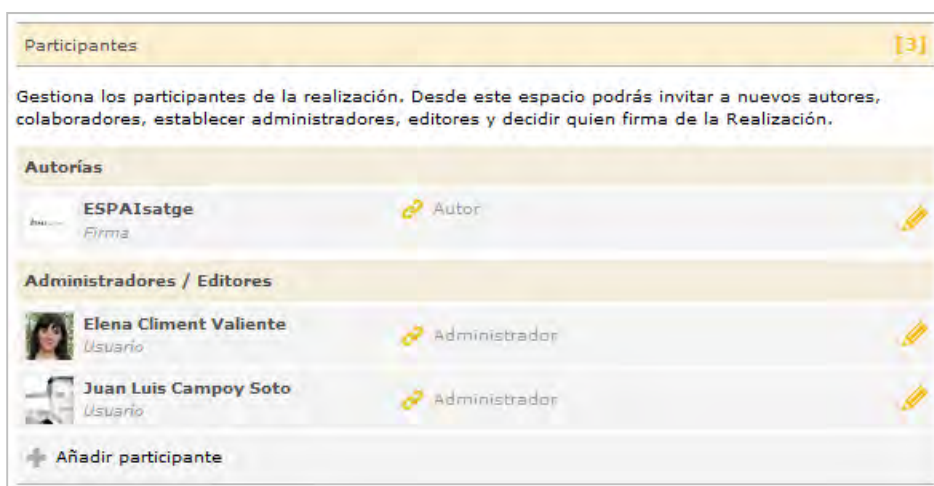 Participantes [3]
Gestiona los participantes de la realización. Desde este espacio podrás invitar a nuevos autores,
colaboradores, establecer administradores, editores y decidir quien firma de la Realización.
Autorías
ESPAIsatge Autor
Firma
Administradores / Editores
Elena Climent Valiente Administrador
Usuario
Juan Luis Campoy Soto Administrador
Usuario
Añadir participante